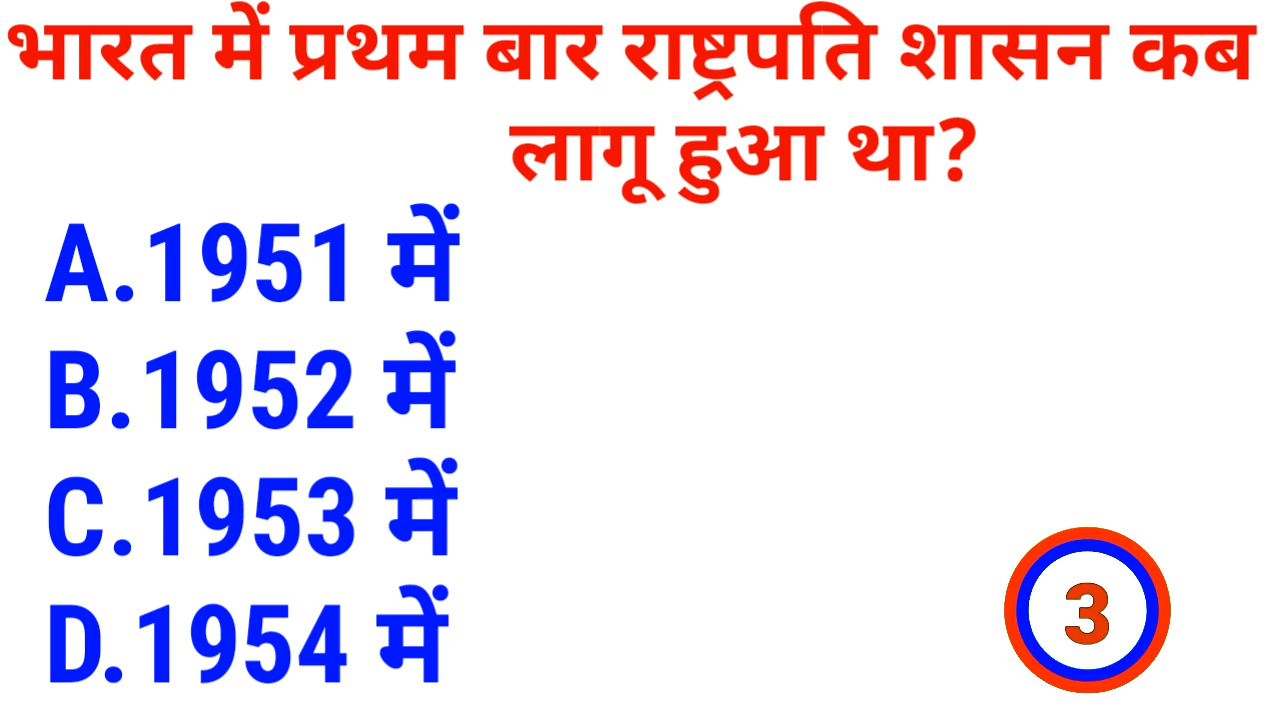 भारत में प्रथम बार राष्ट्रपति शासन कब
लागू हुआ था?
A.1951 में
B.1952 में
C.1953 में
D.1954 में
3